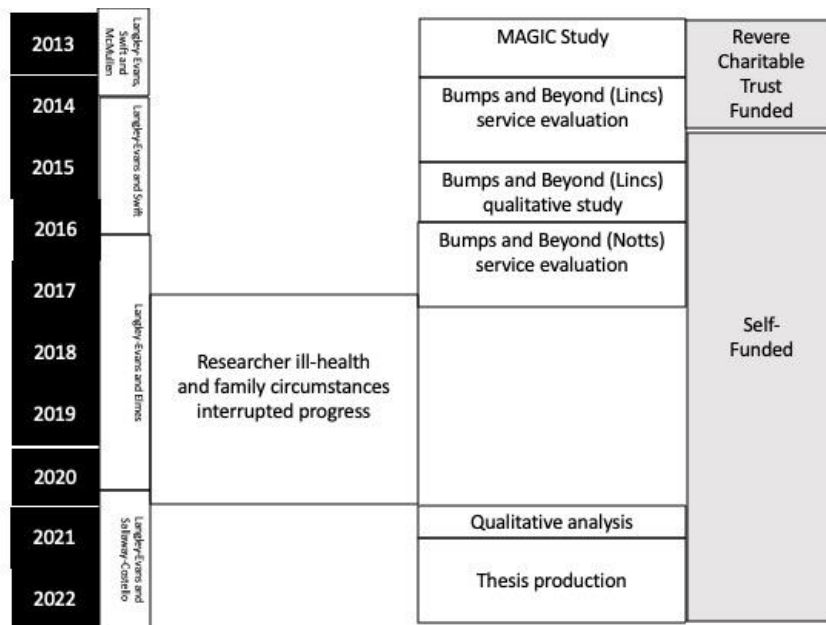 2013
2014
2015
2016
2017
2018
2019
2020
2021
2022
Langley-Evans,
Swift and
McMullen
Langley-Evans and Swift
Langley-Evans and Elmes
Langley-Evans and
Sallaway-Costello
Researcher ill-health
and family circumstances
interrupted progress
MAGIC Study
Bumps and Beyond (Lincs)
service evaluation
Bumps and Beyond (Lincs)
qualitative study
Bumps and Beyond (Notts)
service evaluation
Qualitative analysis
Thesis production
Revere
Charitable
Trust
Funded
Self-
Funded